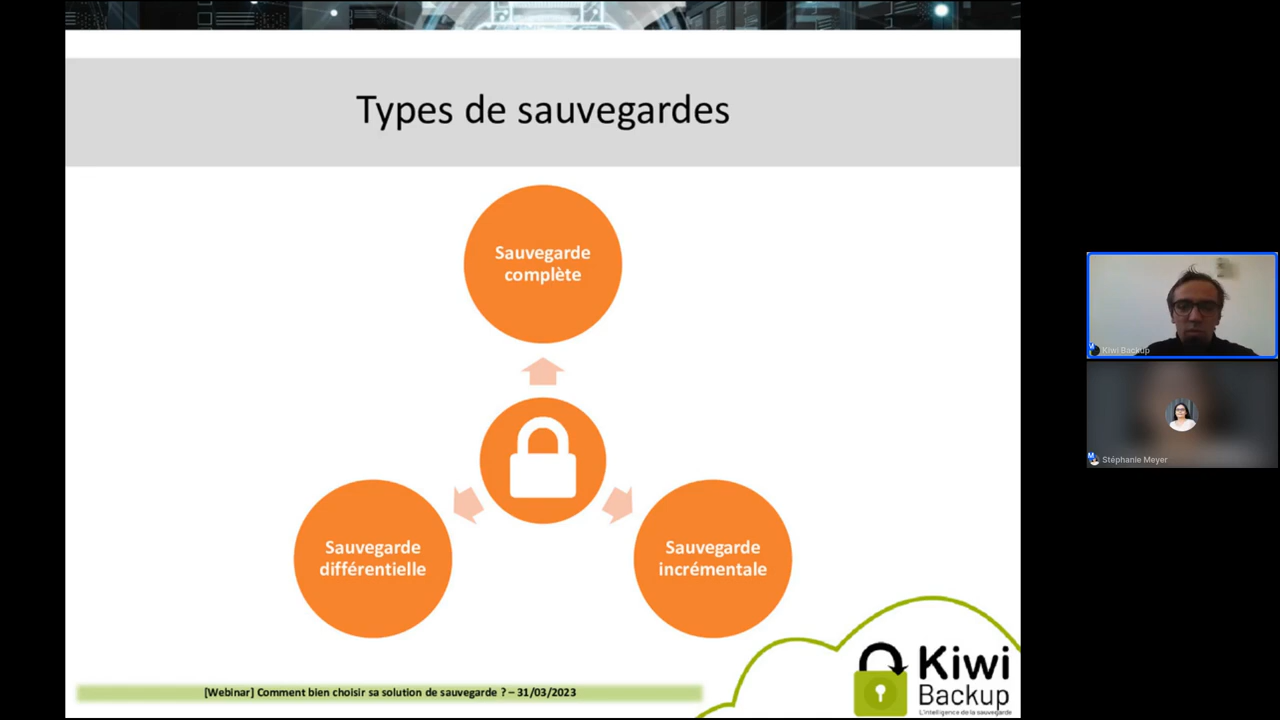 Types de sauvegardes
Sauvegarde
complète
Sauvegarde
différentielle
Sauvegarde
incrémentale
[Webinar] Comment bien choisir sa solution de sauvegarde ? – 31/03/2023
Kiwi
Backup
L'intelligence de la sauvegarde
Kiwi Backup
Stéphanie Meyer